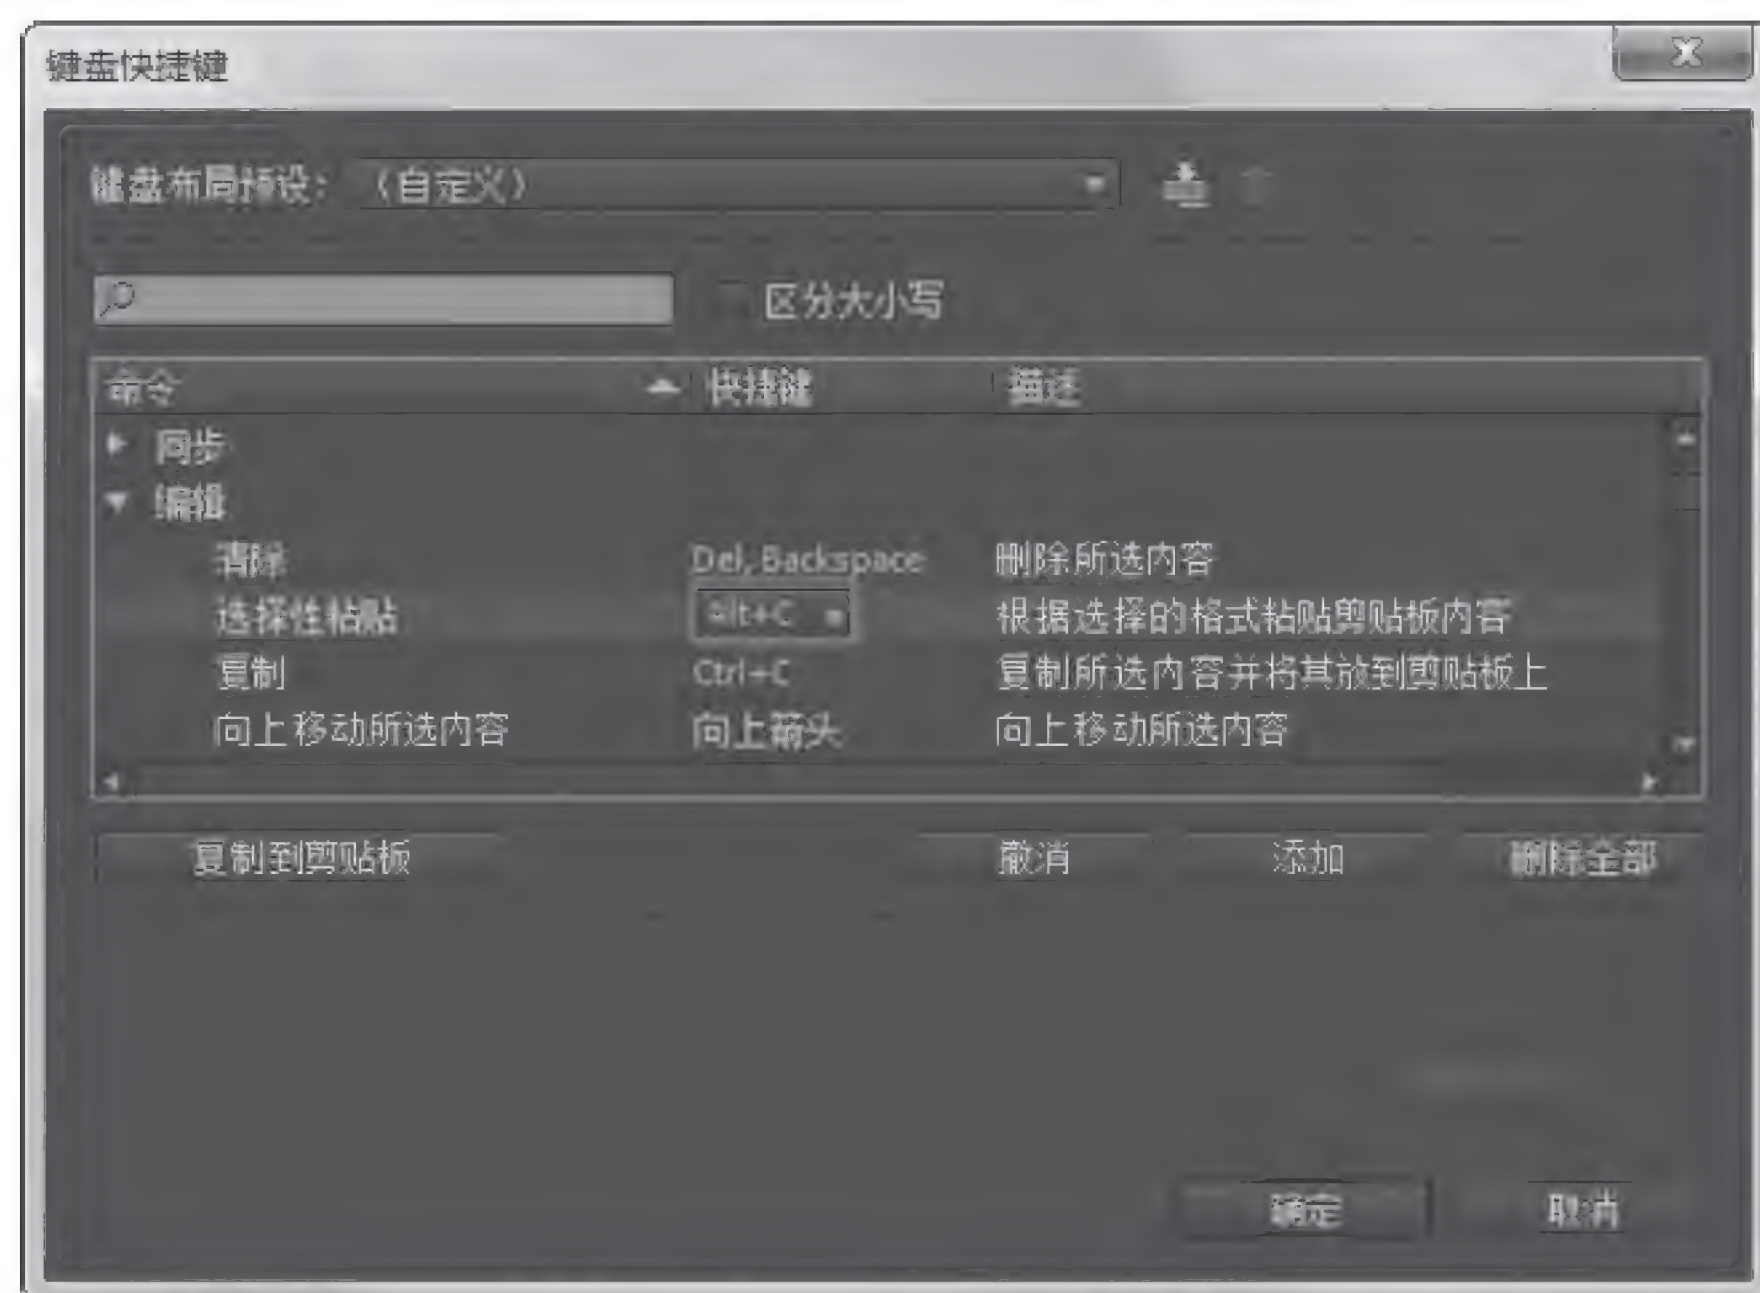 键盘快捷键
键盘布局预设： （自定义）
区分大小写
命令 快捷键 描述
同步
编辑
清除 Del, Backspace 删除所选内容
选择性粘贴 Alt+C 根据选择的格式粘贴剪贴板内容
复制 Ctrl+C 复制所选内容并将其放到剪贴板上
向上移动所选内容 向上箭头 向上移动所选内容
复制到剪贴板 撤消 添加 删除全部
确定 取消